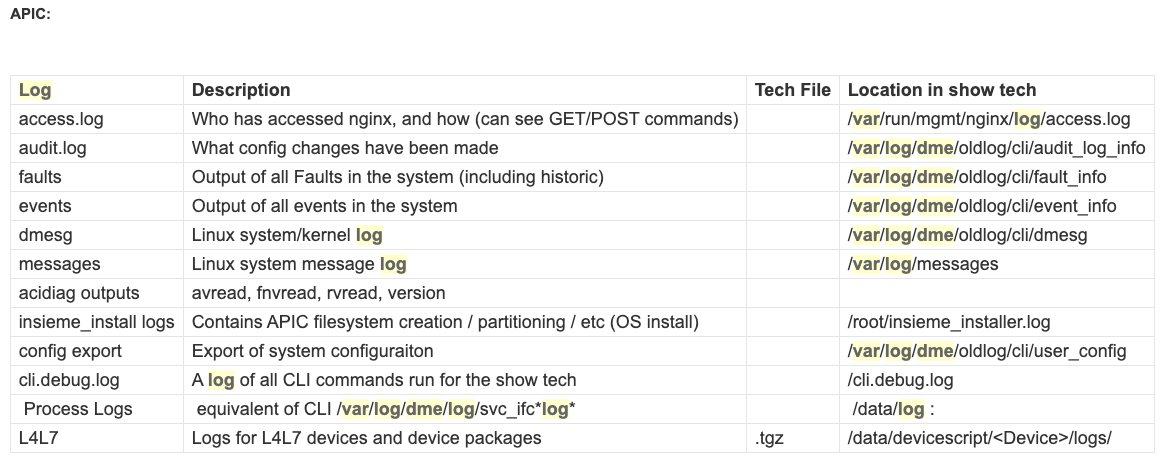 APIC:
Log Description Tech File Location in show tech
access.log Who has accessed nginx, and how (can see GET/POST commands) /var/run/mgmt/nginx/log/access.log
audit.log What config changes have been made /var/log/dme/oldlog/cli/audit_log_info
faults Output of all Faults in the system (including historic) /var/log/dme/oldlog/cli/fault_info
events Output of all events in the system /var/log/dme/oldlog/cli/event_info
dmesg Linux system/kernel log /var/log/dme/oldlog/cli/dmesg
messages Linux system message log /var/log/messages
acidiag outputs avread, fnvread, rvread, version
insieme_install logs Contains APIC filesystem creation / partitioning / etc (OS install) /root/insieme_installer.log
config export Export of system configuraiton /var/log/dme/oldlog/cli/user_config
cli.debug.log A log of all CLI commands run for the show tech /cli.debug.log
Process Logs equivalent of CLI /var/log/dme/log/svc_ifc*log* /data/log :
L4L7 Logs for L4L7 devices and device packages .tgz /data/devicescript/<Device>/logs/